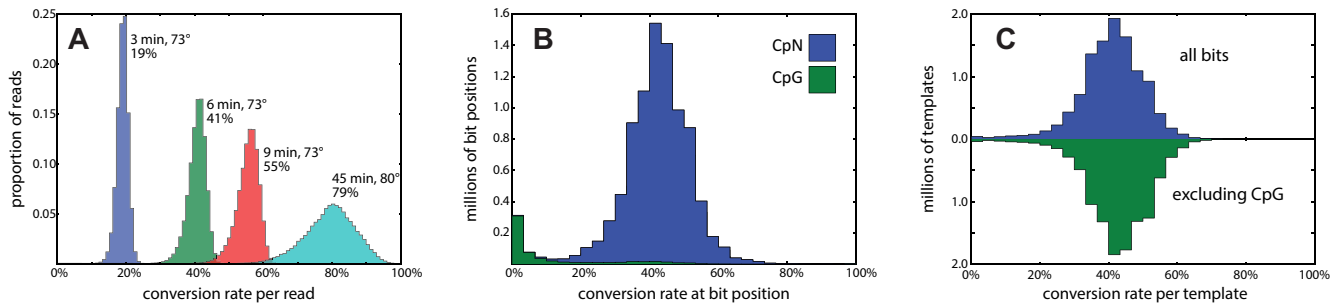 A
proportion of reads
0.25
0.20
0.15
0.10
0.05
3 min, 73°
19%
6 min, 73°
41%
9 min, 73°
55%
45 min, 80°
79%
0%
20%
40%
60%
80%
100%
conversion rate per read
B
millions of bit positions
1.6
1.4
1.2
1.0
0.8
0.6
0.4
0.2
CpN
CpG
0%
20%
40%
60%
80%
100%
conversion rate at bit position
C
millions of templates
2.0
1.0
0.0
1.0
2.0
all bits
excluding CpG
0%
20%
40%
60%
80%
100%
conversion rate per template